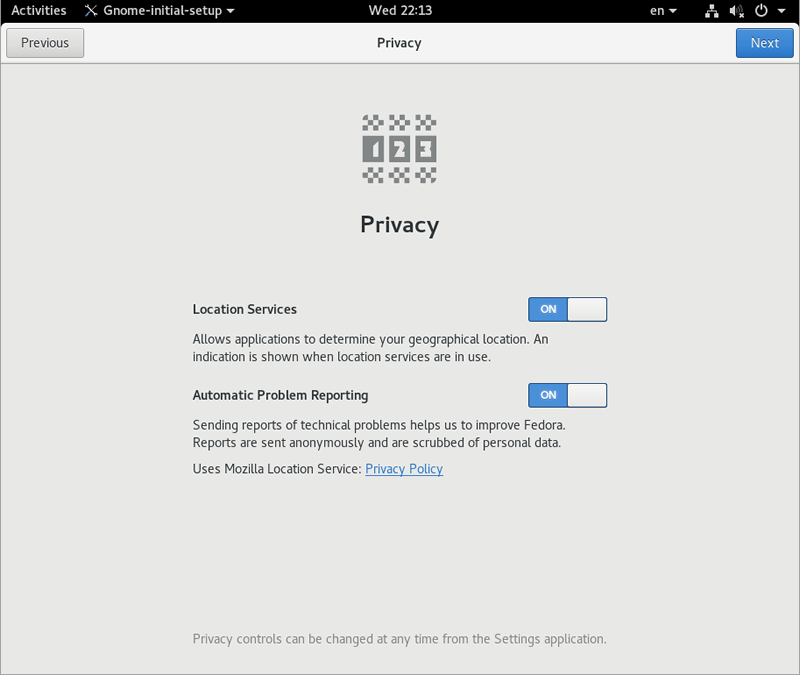 Activities Gnome-initial-setup Wed 22:13 en
Previous Privacy Next
1 2 3
Privacy
Location Services ON
Allows applications to determine your geographical location. An
indication is shown when location services are in use.
Automatic Problem Reporting ON
Sending reports of technical problems helps us to improve Fedora.
Reports are sent anonymously and are scrubbed of personal data.
Uses Mozilla Location Service: Privacy Policy
Privacy controls can be changed at any time from the Settings application.